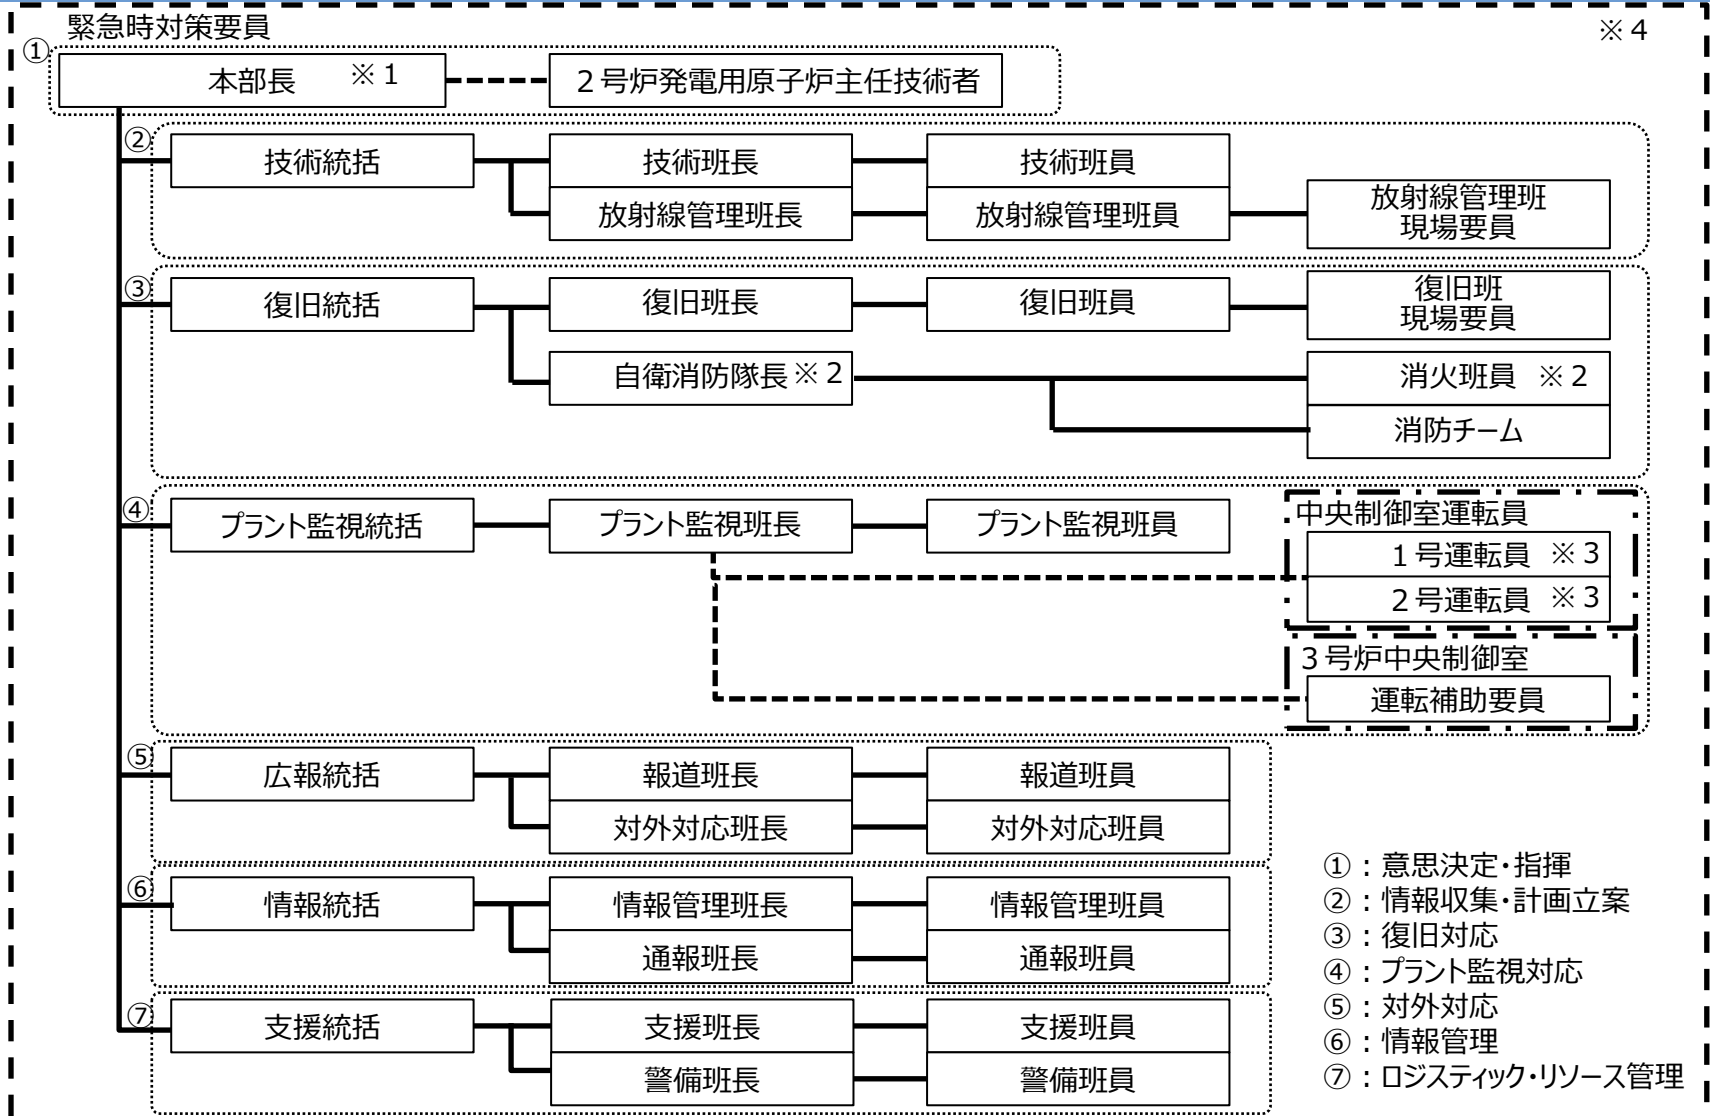 緊急時対策要員
※４
①
本部長 ※１
２号炉発電用原子炉主任技術者
②
技術統括
技術班長
技術班員
放射線管理班長
放射線管理班員
放射線管理班
現場要員
③
復旧統括
復旧班長
復旧班員
復旧班
現場要員
自衛消防隊長※２
消火班員 ※２
消防チーム
④
プラント監視統括
プラント監視班長
プラント監視班員
中央制御室運転員
１号運転員 ※３
２号運転員 ※３
３号炉中央制御室
運転補助要員
⑤
広報統括
報道班長
報道班員
対外対応班長
対外対応班員
⑥
情報統括
情報管理班長
情報管理班員
通報班長
通報班員
⑦
支援統括
支援班長
支援班員
警備班長
警備班員
①：意思決定・指揮
②：情報収集・計画立案
③：復旧対応
④：プラント監視対応
⑤：対外対応
⑥：情報管理
⑦：ロジスティック・リソース管理